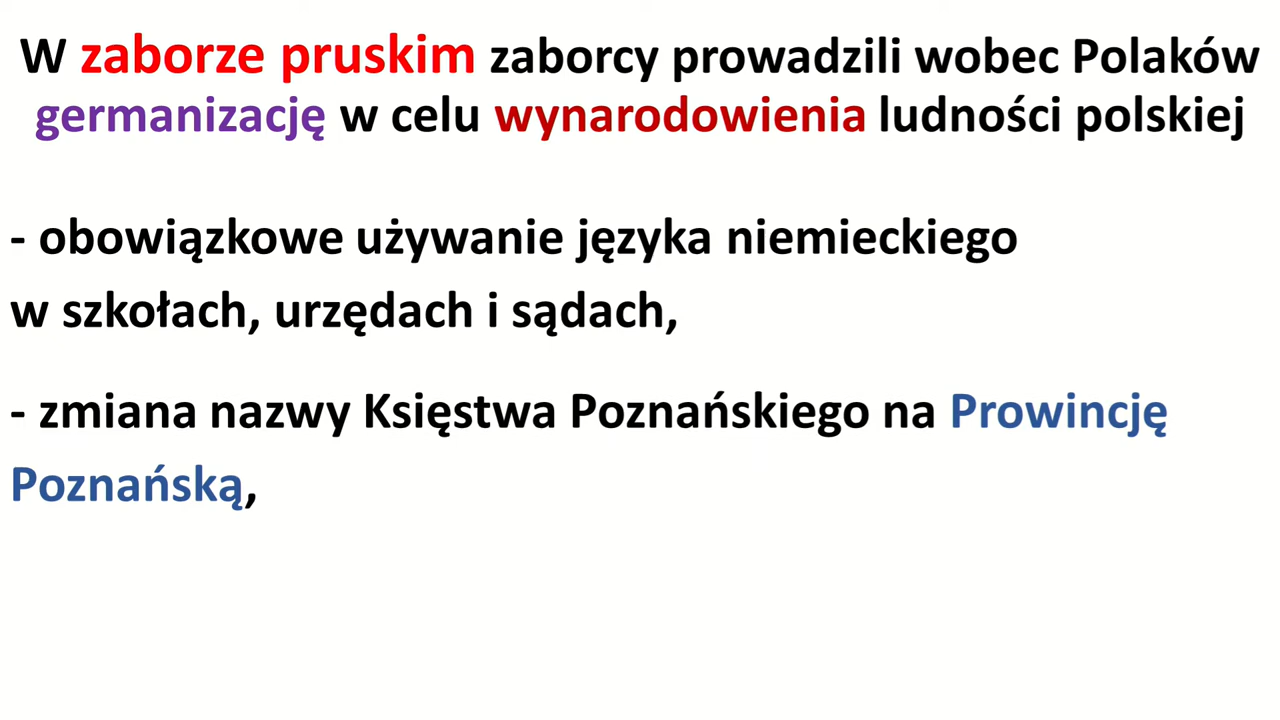 W zaborze pruskim zaborcy prowadzili wobec Polaków
germanizację w celu wynarodowienia ludności polskiej
- obowiązkowe używanie języka niemieckiego
w szkołach, urzędach i sądach,
- zmiana nazwy Księstwa Poznańskiego na Prowincję
Poznańską,